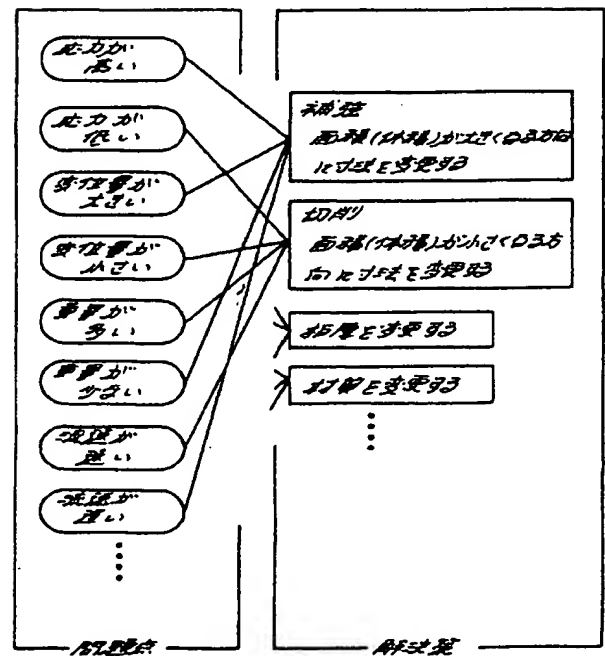 応力が
高い
応力が
低い
変位量が
大きい
変位量が
小さい
重量が
多い
重量が
少ない
流速が
速い
流速が
遅い
問題点
補強
面積(体積)が大きくなる方向
に寸法を変更する
切削
面積(体積)が小さくなる方
向に寸法を変更する
板厚を変更する
材質を変更する
解決策